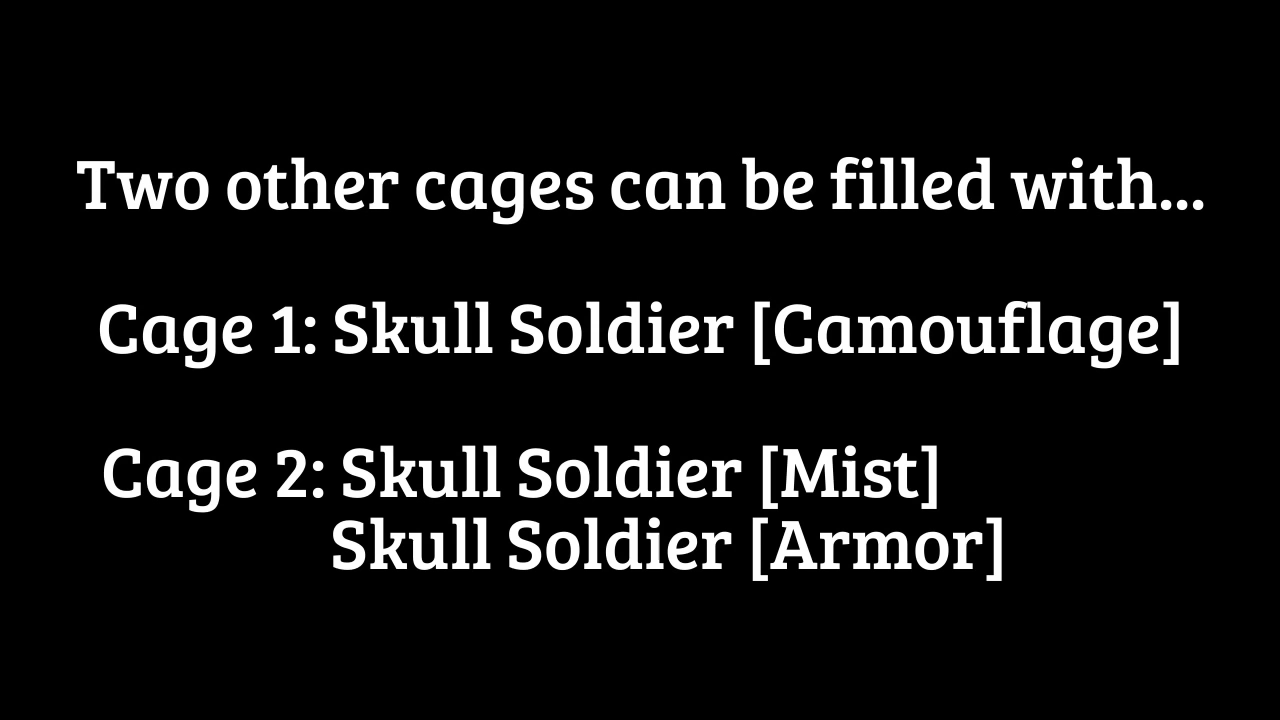 Two other cages can be filled with...
Cage 1: Skull Soldier [Camouflage]
Cage 2: Skull Soldier [Mist]
Skull Soldier [Armor]